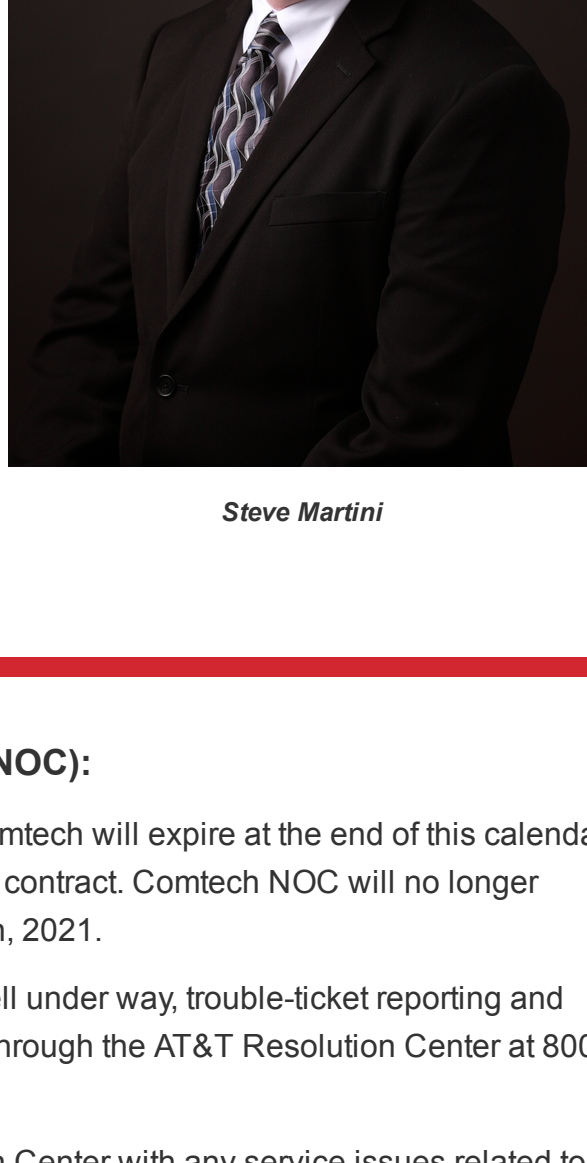 Steve Martini
NOC):
mtech will expire at the end of this calenda
contract. Comtech NOC will no longer
, 2021.
ll under way, trouble-ticket reporting and
hrough the AT&T Resolution Center at 800
Center with any service issues related to